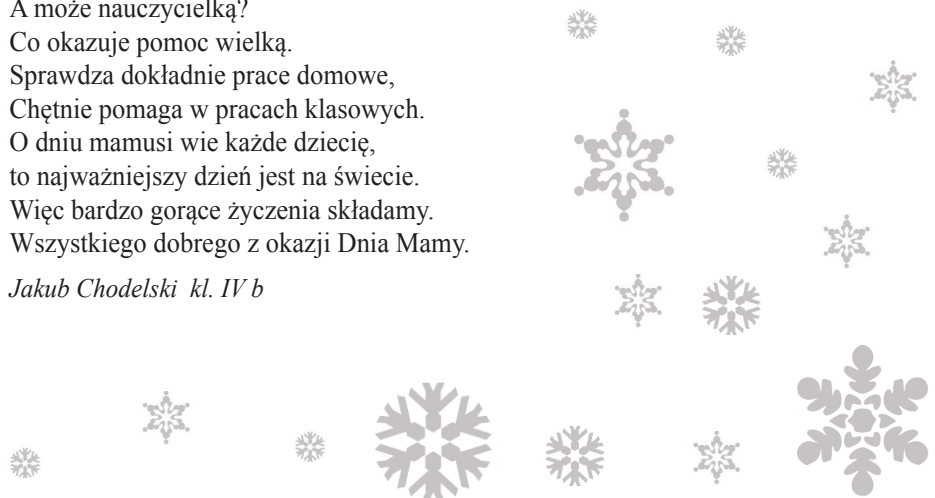 A może nauczycielką?
Co okazuje pomoc wielką.
Sprawdza dokładnie prace domowe,
Chętnie pomaga w pracach klasowych.
O dniu mamusi wie każde dziecię,
to najważniejszy dzień jest na świecie.
Więc bardzo gorące życzenia składamy.
Wszystkiego dobrego z okazji Dnia Mamy.
Jakub Chodelski kl. IV b